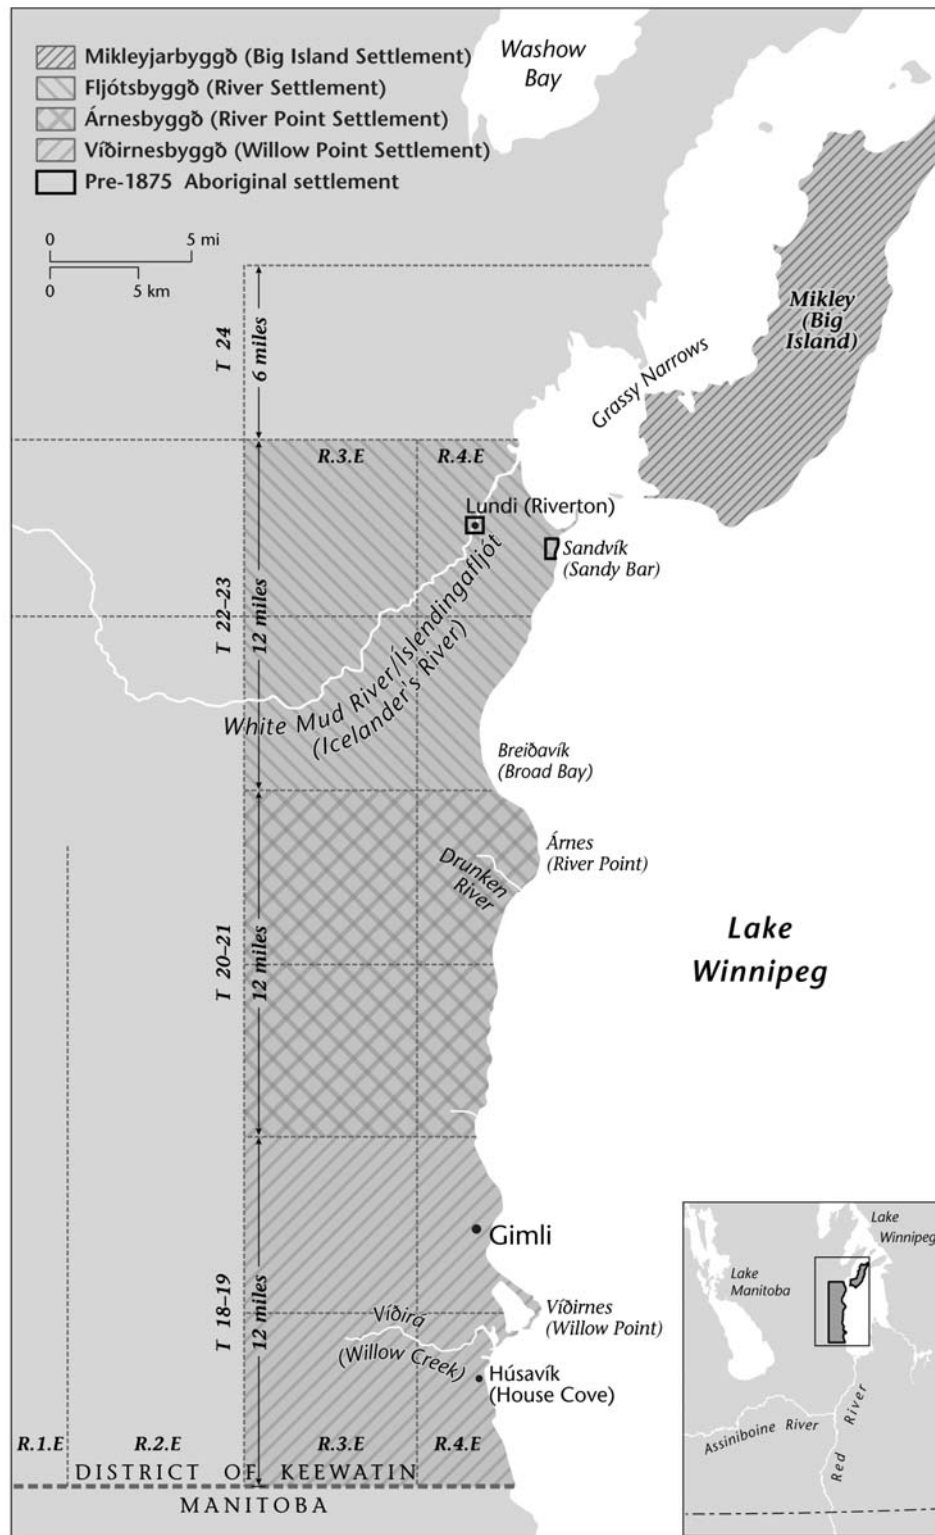 Mikleyjarbyggð (Big Island Settlement)
Fljótsbyggð (River Settlement)
Árnesbyggð (River Point Settlement)
Víðirnesbyggð (Willow Point Settlement)
Pre-1875 Aboriginal settlement
Washow
Bay
0
5 mi
0
5 km
T 24
6 miles
Mikley
(Big
Island)
Grassy Narrows
R.3.E
R.4.E
Lundi (Riverton)
Sandvík
(Sandy Bar)
T 22–23
12 miles
White Mud River/Íslendingafljót
(Icelander's River)
Breiðavík
(Broad Bay)
Árnes
(River Point)
Drunken
River
T 20–21
12 miles
Lake
Winnipeg
Gimli
T 18–19
12 miles
Víðirá
(Willow Creek)
Víðirnes
(Willow Point)
Húsavík
(House Cove)
R.1.E
R.2.E
R.3.E
R.4.E
DISTRICT OF KEEWATIN
MANITOBA
Lake
Winnipeg
Lake
Manitoba
Assiniboine River
Red River